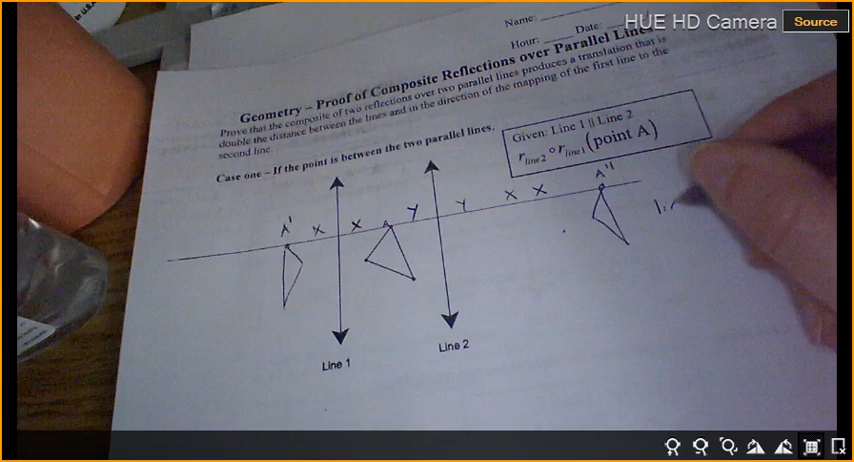 HUE HD Camera
Source
Name:
Hour: Date:
Geometry – Proof of Composite Reflections over Parallel Lines
Prove that the composite of two reflections over two parallel lines produces a translation that is
double the distance between the lines and in the direction of the mapping of the first line to the
second line.
Given: Line 1 || Line 2
r line 2 ∘ r line 1 (point A)
Case one – If the point is between the two parallel lines.
A' X X A Y Y X X A''
Line 1
Line 2